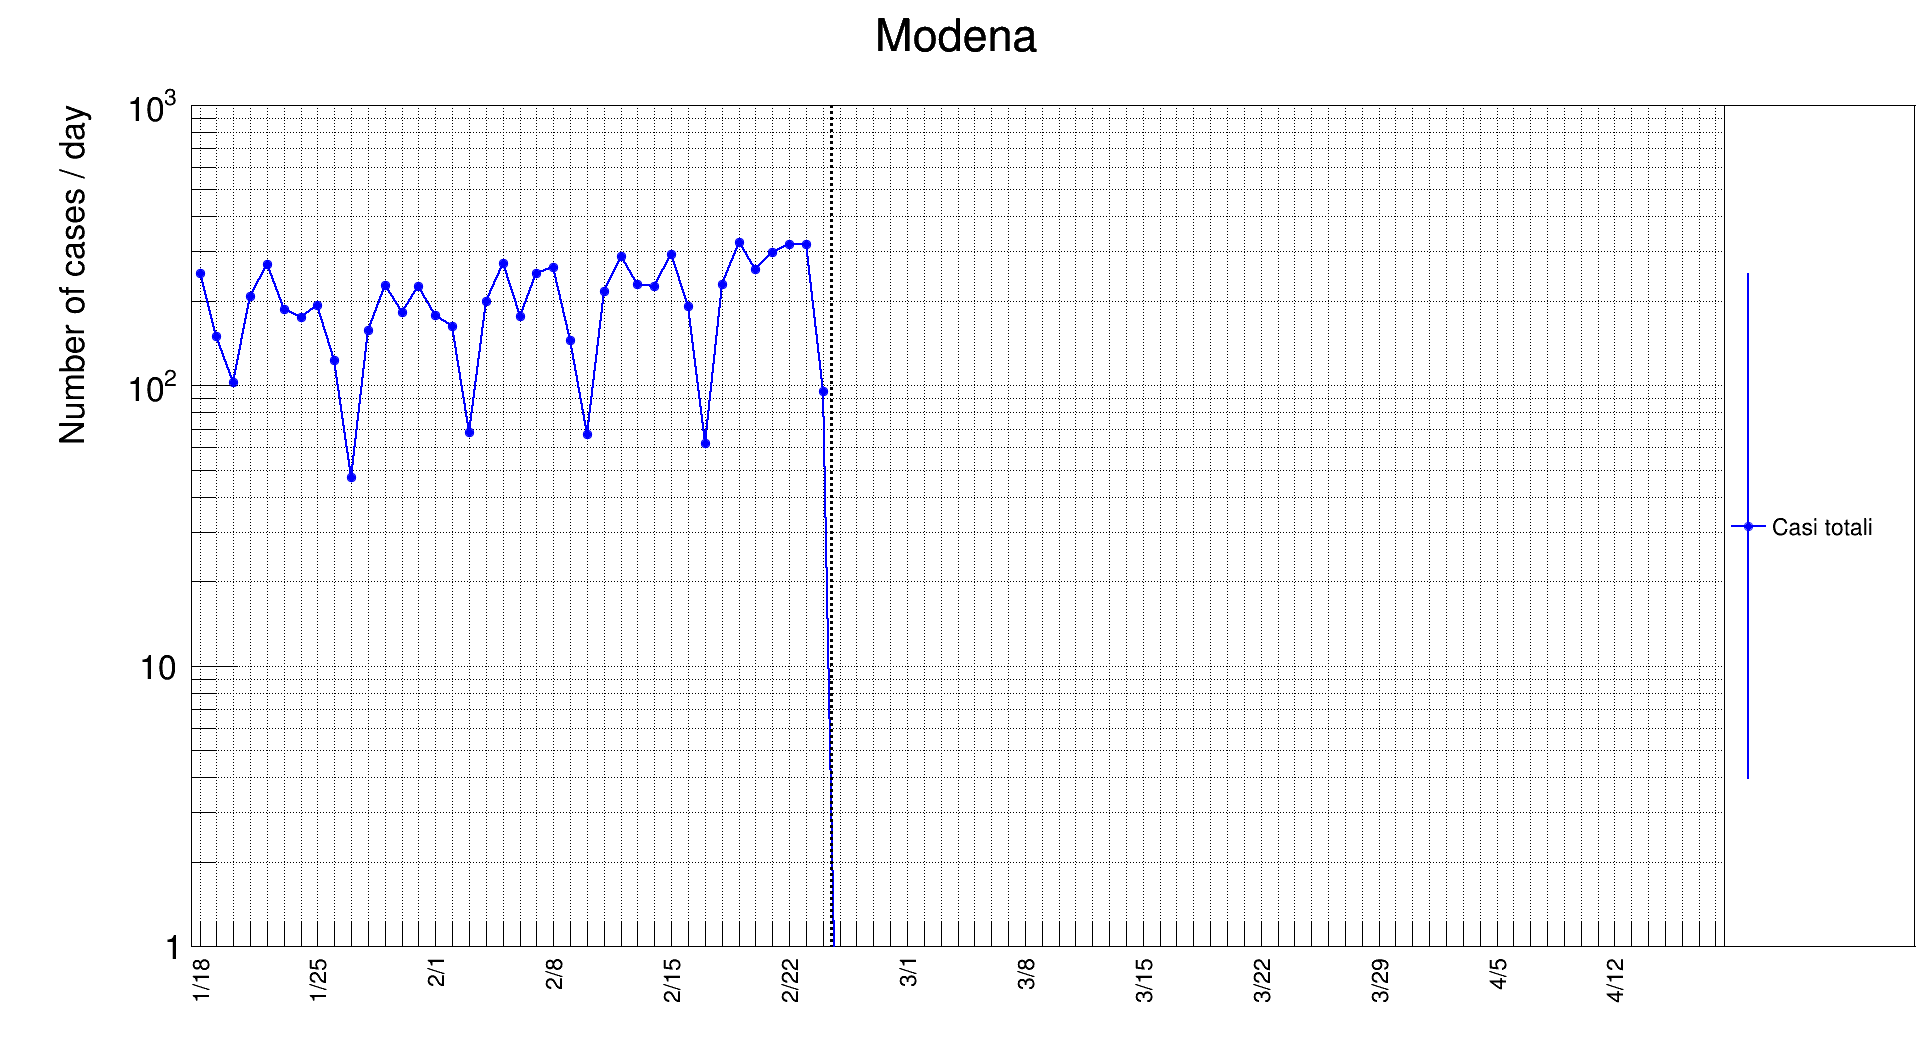 Modena
Number of cases / day
10³
10²
10
1
1/18 1/25 2/1 2/8 2/15 2/22 3/1 3/8 3/15 3/22 3/29 4/5 4/12
Casi totali